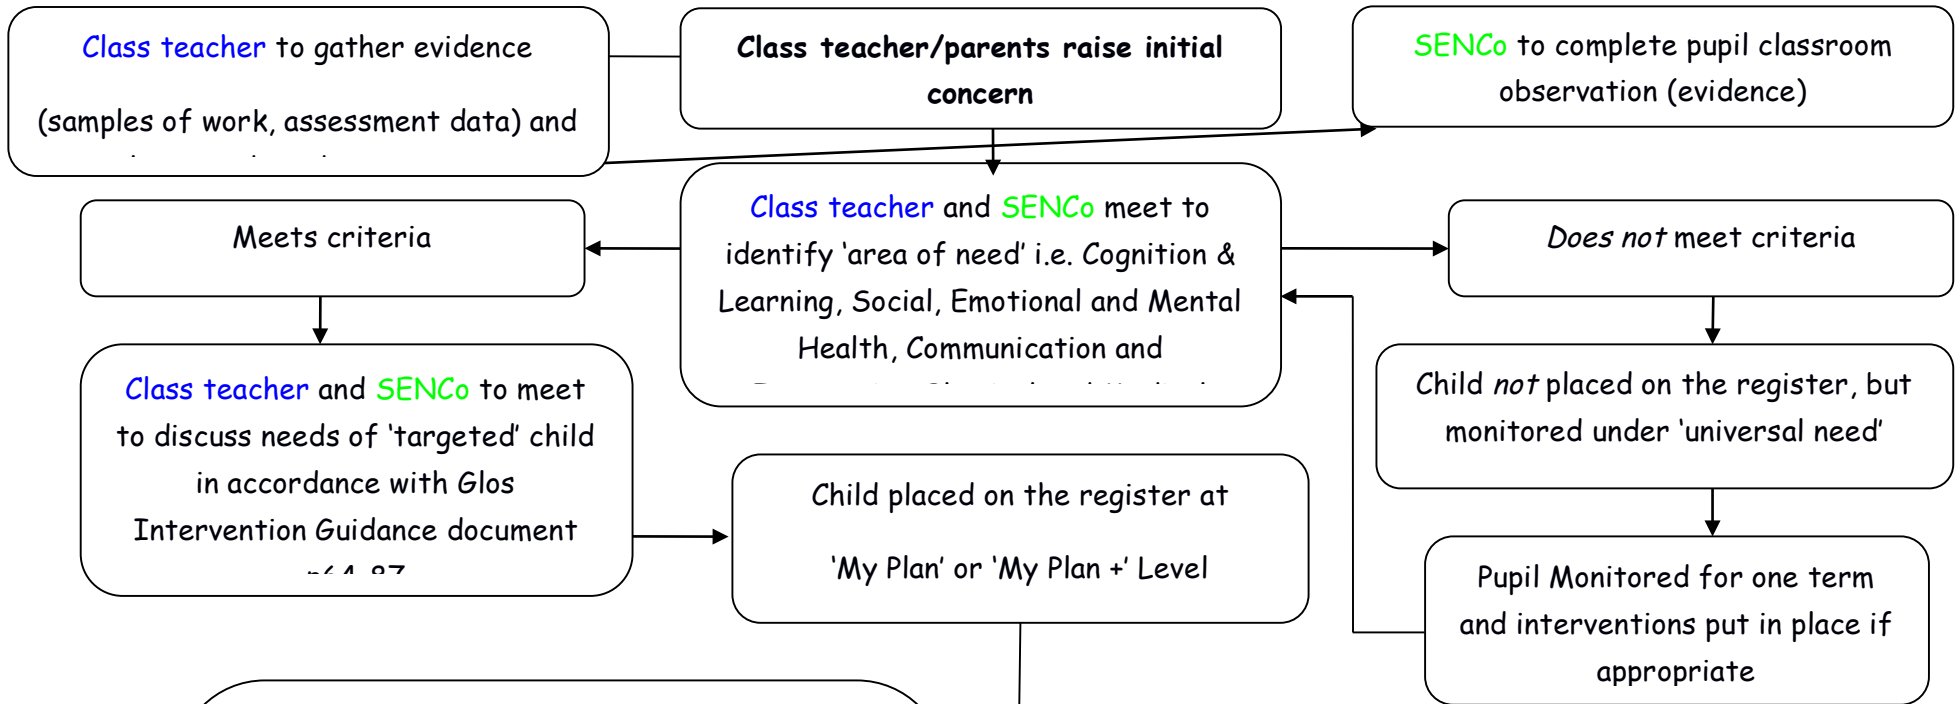 Class teacher to gather evidence
(samples of work, assessment data) and
Class teacher/parents raise initial
concern
SENCo to complete pupil classroom
observation (evidence)
Meets criteria
Class teacher and SENCo meet to
identify ‘area of need’ i.e. Cognition &
Learning, Social, Emotional and Mental
Health, Communication and
Does not meet criteria
Class teacher and SENCo to meet
to discuss needs of ‘targeted’ child
in accordance with Glos
Intervention Guidance document
Child placed on the register at
‘My Plan’ or ‘My Plan +’ Level
Child not placed on the register, but
monitored under ‘universal need’
Pupil Monitored for one term
and interventions put in place if
appropriate